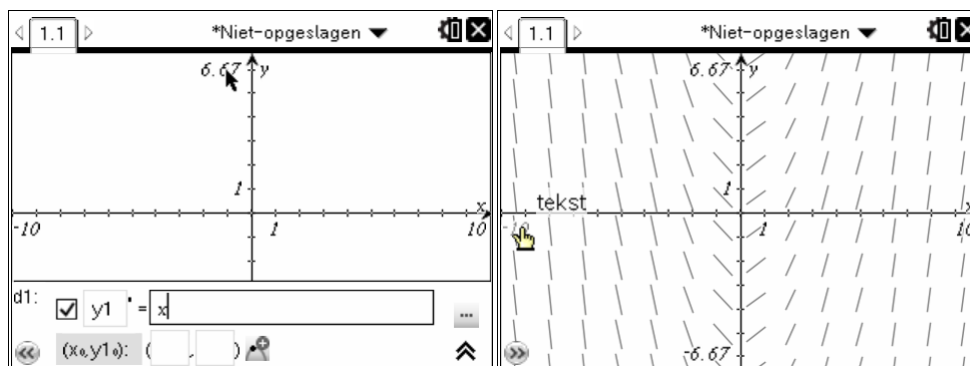 1.1 *Niet-opgeslagen
6.67 y
1
x
-10 1 10
d1:
y1 ' = x
...
(x₀,y1₀): ( , )
1.1 *Niet-opgeslagen
6.67 y
1
tekst
x
-10 1 10
-6.67